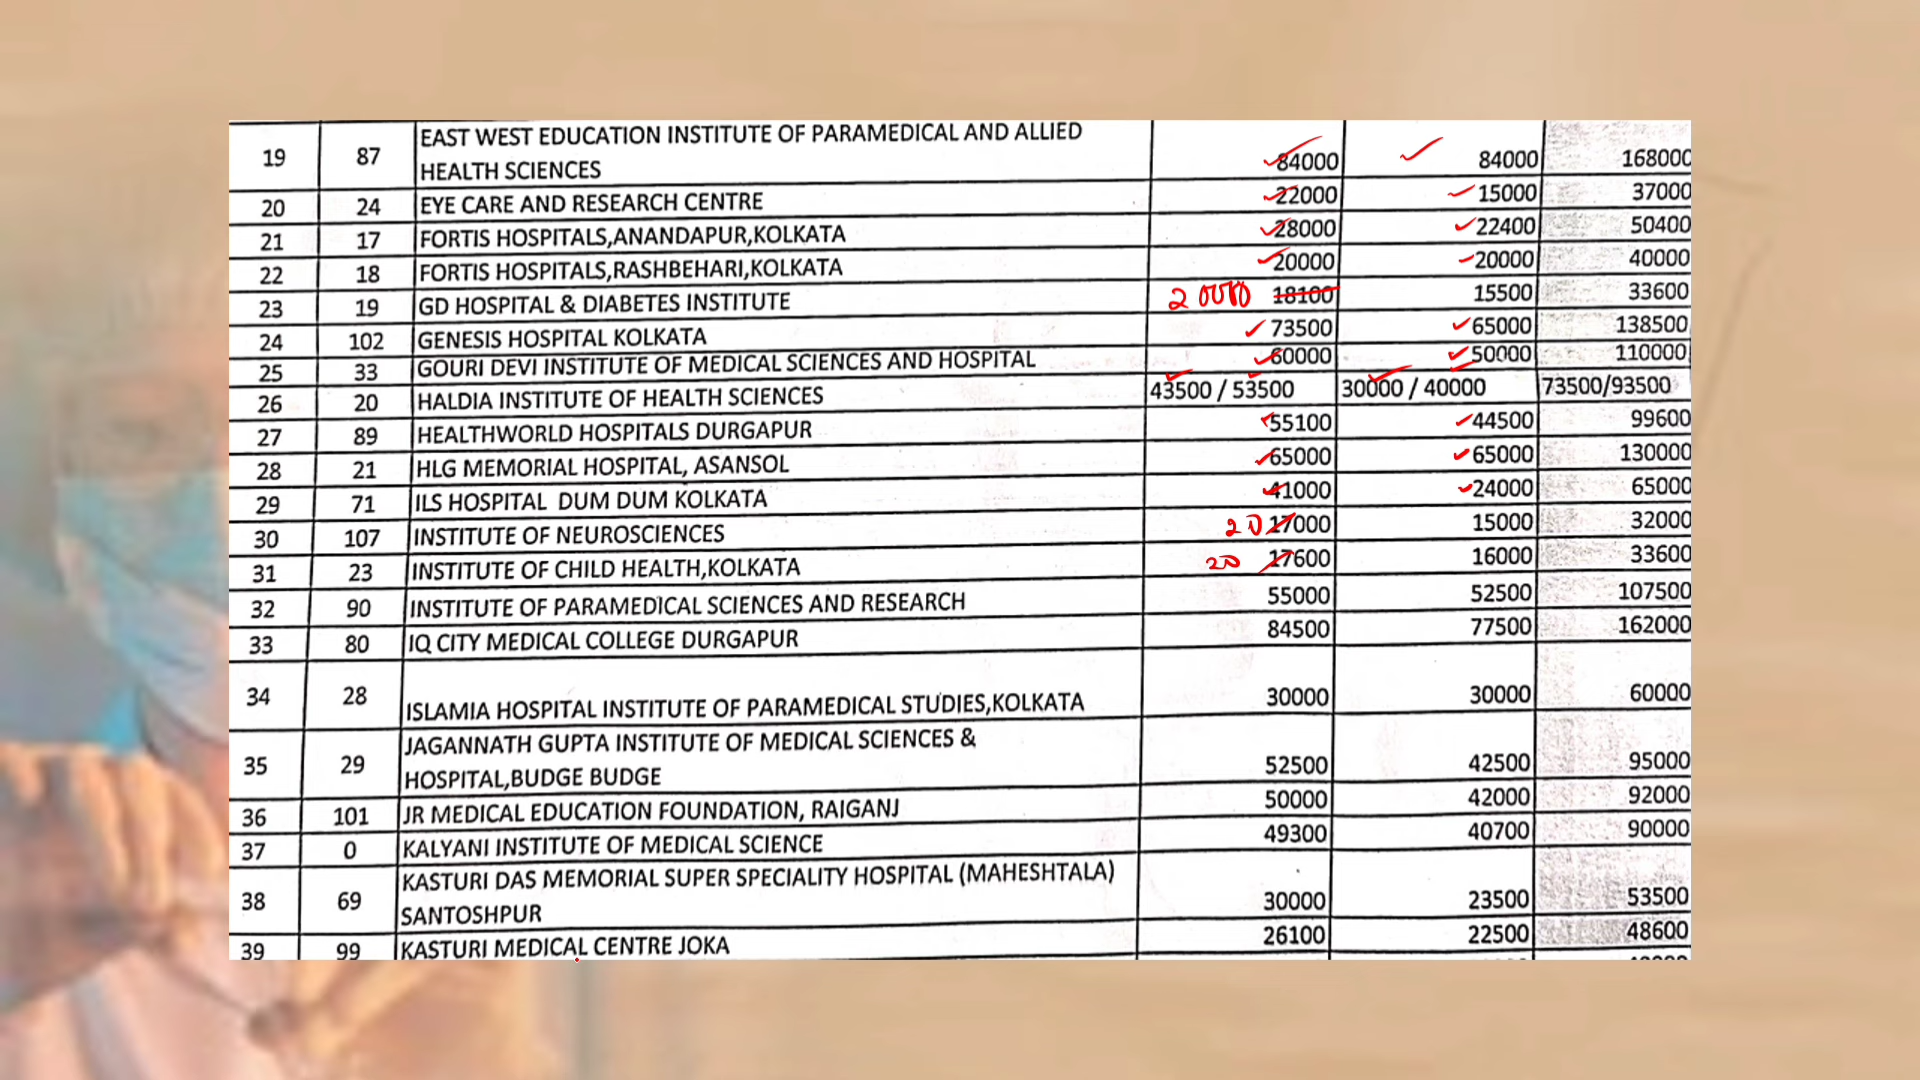 19 87 EAST WEST EDUCATION INSTITUTE OF PARAMEDICAL AND ALLIED
HEALTH SCIENCES 84000 84000 168000
20 24 EYE CARE AND RESEARCH CENTRE 22000 15000 37000
21 17 FORTIS HOSPITALS,ANANDAPUR,KOLKATA 28000 22400 50400
22 18 FORTIS HOSPITALS,RASHBEHARI,KOLKATA 20000 20000 40000
23 19 GD HOSPITAL & DIABETES INSTITUTE 20000 18100 15500 33600
24 102 GENESIS HOSPITAL KOLKATA 73500 65000 138500
25 33 GOURI DEVI INSTITUTE OF MEDICAL SCIENCES AND HOSPITAL 60000 50000 110000
26 20 HALDIA INSTITUTE OF HEALTH SCIENCES 43500 / 53500 30000 / 40000 73500/93500
27 89 HEALTHWORLD HOSPITALS DURGAPUR 55100 44500 99600
28 21 HLG MEMORIAL HOSPITAL, ASANSOL 65000 65000 130000
29 71 ILS HOSPITAL DUM DUM KOLKATA 41000 24000 65000
30 107 INSTITUTE OF NEUROSCIENCES 20 17000 15000 32000
31 23 INSTITUTE OF CHILD HEALTH,KOLKATA 20 17600 16000 33600
32 90 INSTITUTE OF PARAMEDICAL SCIENCES AND RESEARCH 55000 52500 107500
33 80 IQ CITY MEDICAL COLLEGE DURGAPUR 84500 77500 162000
34 28 ISLAMIA HOSPITAL INSTITUTE OF PARAMEDICAL STUDIES,KOLKATA 30000 30000 60000
35 29 JAGANNATH GUPTA INSTITUTE OF MEDICAL SCIENCES &
HOSPITAL,BUDGE BUDGE 52500 42500 95000
36 101 JR MEDICAL EDUCATION FOUNDATION, RAIGANJ 50000 42000 92000
37 0 KALYANI INSTITUTE OF MEDICAL SCIENCE 49300 40700 90000
38 69 KASTURI DAS MEMORIAL SUPER SPECIALITY HOSPITAL (MAHESHTALA)
SANTOSHPUR 30000 23500 53500
39 99 KASTURI MEDICAL CENTRE JOKA 26100 22500 48600